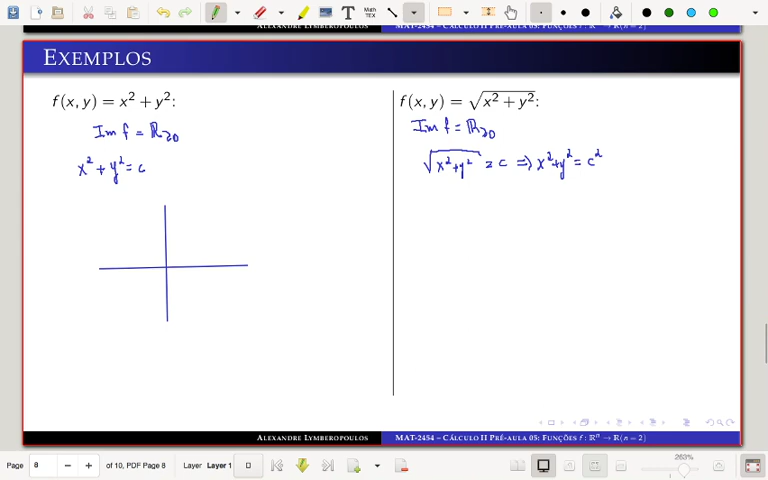 Math
TEX
ALEXANDRE LYMBEROPOULOS MAT-2454 – CÁLCULO II PRÉ-AULA 05: FUNÇÕES f : ℝⁿ → ℝ(n = 2)
EXEMPLOS
f(x, y) = x² + y²:
Im f = ℝ≥0
x² + y² = c
f(x, y) = √(x² + y²):
Im f = ℝ≥0
√(x² + y²) = c ⇒ x² + y² = c²
ALEXANDRE LYMBEROPOULOS MAT-2454 – CÁLCULO II PRÉ-AULA 05: FUNÇÕES f : ℝⁿ → ℝ(n = 2)
Page 8 of 10, PDF Page 8 Layer Layer 1 263%